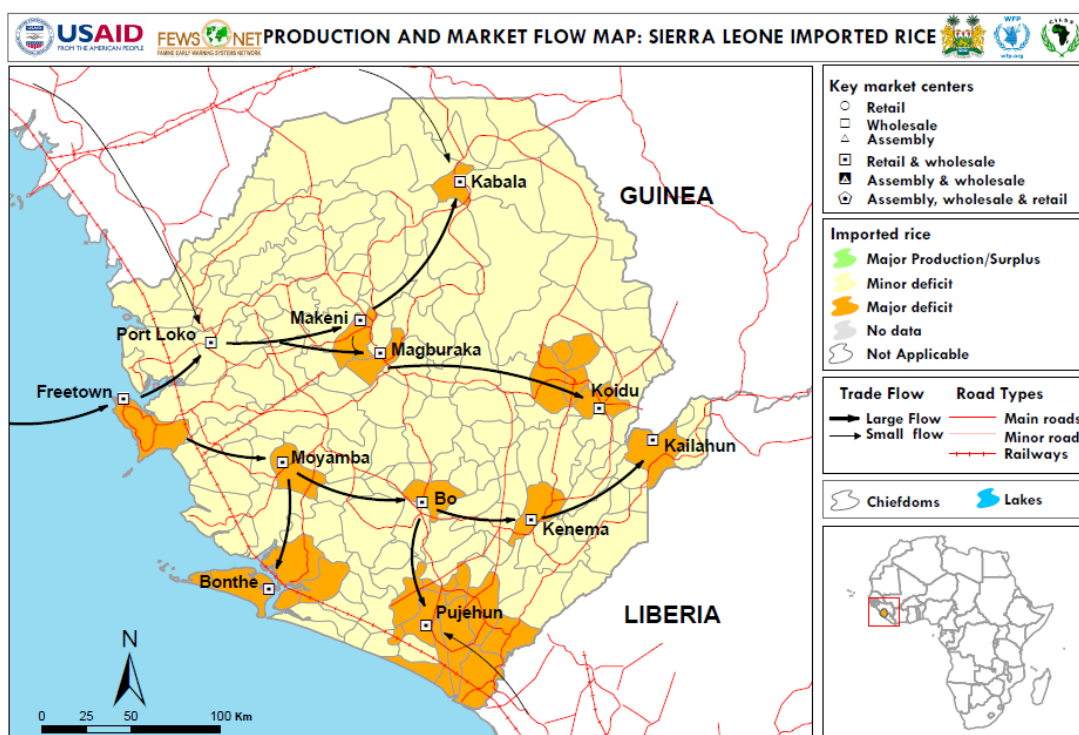 USAID
FROM THE AMERICAN PEOPLE
FEWS NET
FAMINE EARLY WARNING SYSTEMS NETWORK
PRODUCTION AND MARKET FLOW MAP: SIERRA LEONE IMPORTED RICE
WFP
wfp.org
CILSS
Kabala
GUINEA
Makeni
Port Loko
Magburaka
Freetown
Koidu
Kailahun
Moyamba
Bo
Kenema
Bonthe
Pujehun
LIBERIA
N
0 25 50 100 Km
Key market centers
Retail
Wholesale
Assembly
Retail & wholesale
Assembly & wholesale
Assembly, wholesale & retail
Imported rice
Major Production/Surplus
Minor deficit
Major deficit
No data
Not Applicable
Trade Flow Road Types
Large Flow Main roads
Small flow Minor road
Railways
Chiefdoms Lakes